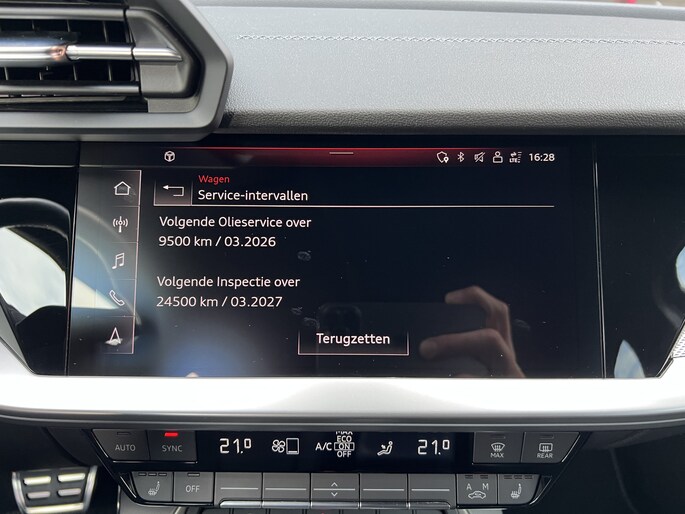 LTE 16:28
Wagen
Service-intervallen
Volgende Olieservice over
9500 km / 03.2026
Volgende Inspectie over
24500 km / 03.2027
Terugzetten
AUTO SYNC 21.0 A/C MAX ECO ON OFF 21.0 MAX REAR
OFF A M